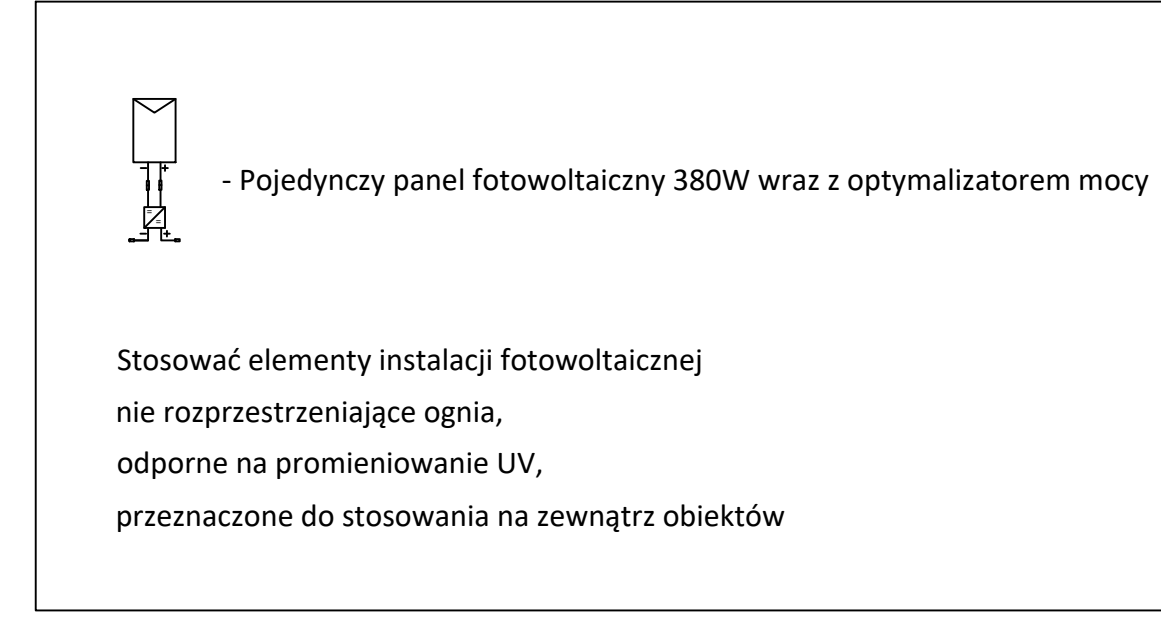 - Pojedynczy panel fotowoltaiczny 380W wraz z optymalizatorem mocy
Stosować elementy instalacji fotowoltaicznej
nie rozprzestrzeniające ognia,
odporne na promieniowanie UV,
przeznaczone do stosowania na zewnątrz obiektów